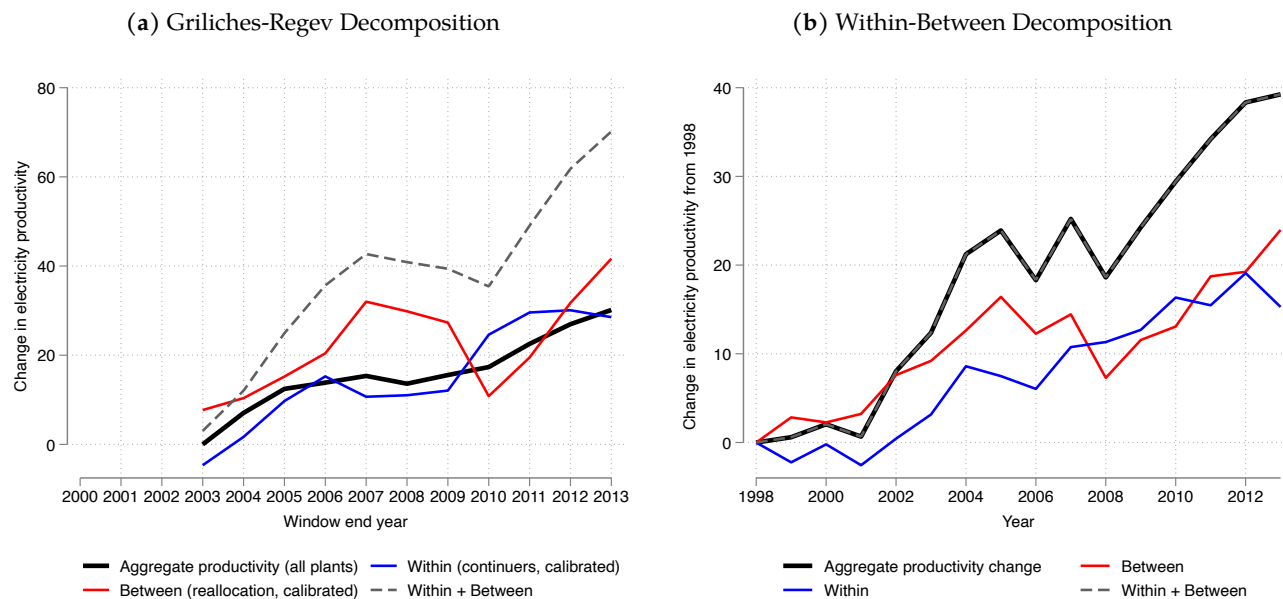 (a) Griliches-Regev Decomposition
Change in electricity productivity
80
60
40
20
0
2000 2001 2002 2003 2004 2005 2006 2007 2008 2009 2010 2011 2012 2013
Window end year
Aggregate productivity (all plants) Within (continuers, calibrated)
Between (reallocation, calibrated) Within + Between
(b) Within-Between Decomposition
Change in electricity productivity from 1998
40
30
20
10
0
1998 2000 2002 2004 2006 2008 2010 2012
Year
Aggregate productivity change Between
Within Within + Between